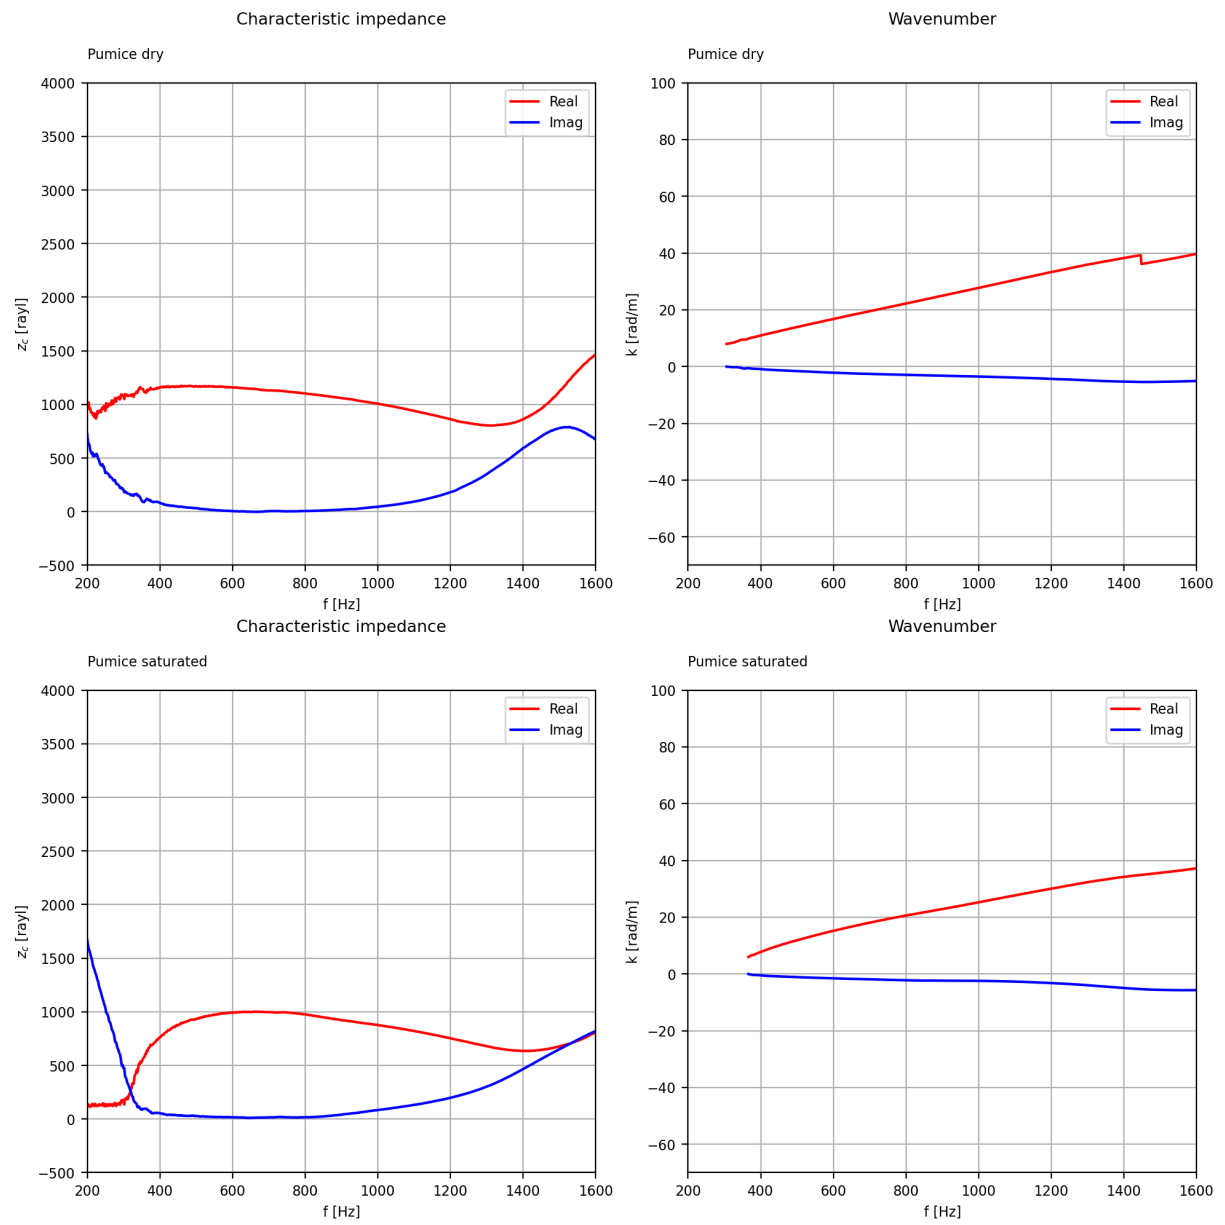 Characteristic impedance
Pumice dry
4000
3500
3000
2500
2000
1500
1000
500
0
−500
z_c [rayl]
Real
Imag
200 400 600 800 1000 1200 1400 1600
f [Hz]
Wavenumber
Pumice dry
100
80
60
40
20
0
−20
−40
−60
k [rad/m]
Real
Imag
200 400 600 800 1000 1200 1400 1600
f [Hz]
Characteristic impedance
Pumice saturated
4000
3500
3000
2500
2000
1500
1000
500
0
−500
z_c [rayl]
Real
Imag
200 400 600 800 1000 1200 1400 1600
f [Hz]
Wavenumber
Pumice saturated
100
80
60
40
20
0
−20
−40
−60
k [rad/m]
Real
Imag
200 400 600 800 1000 1200 1400 1600
f [Hz]